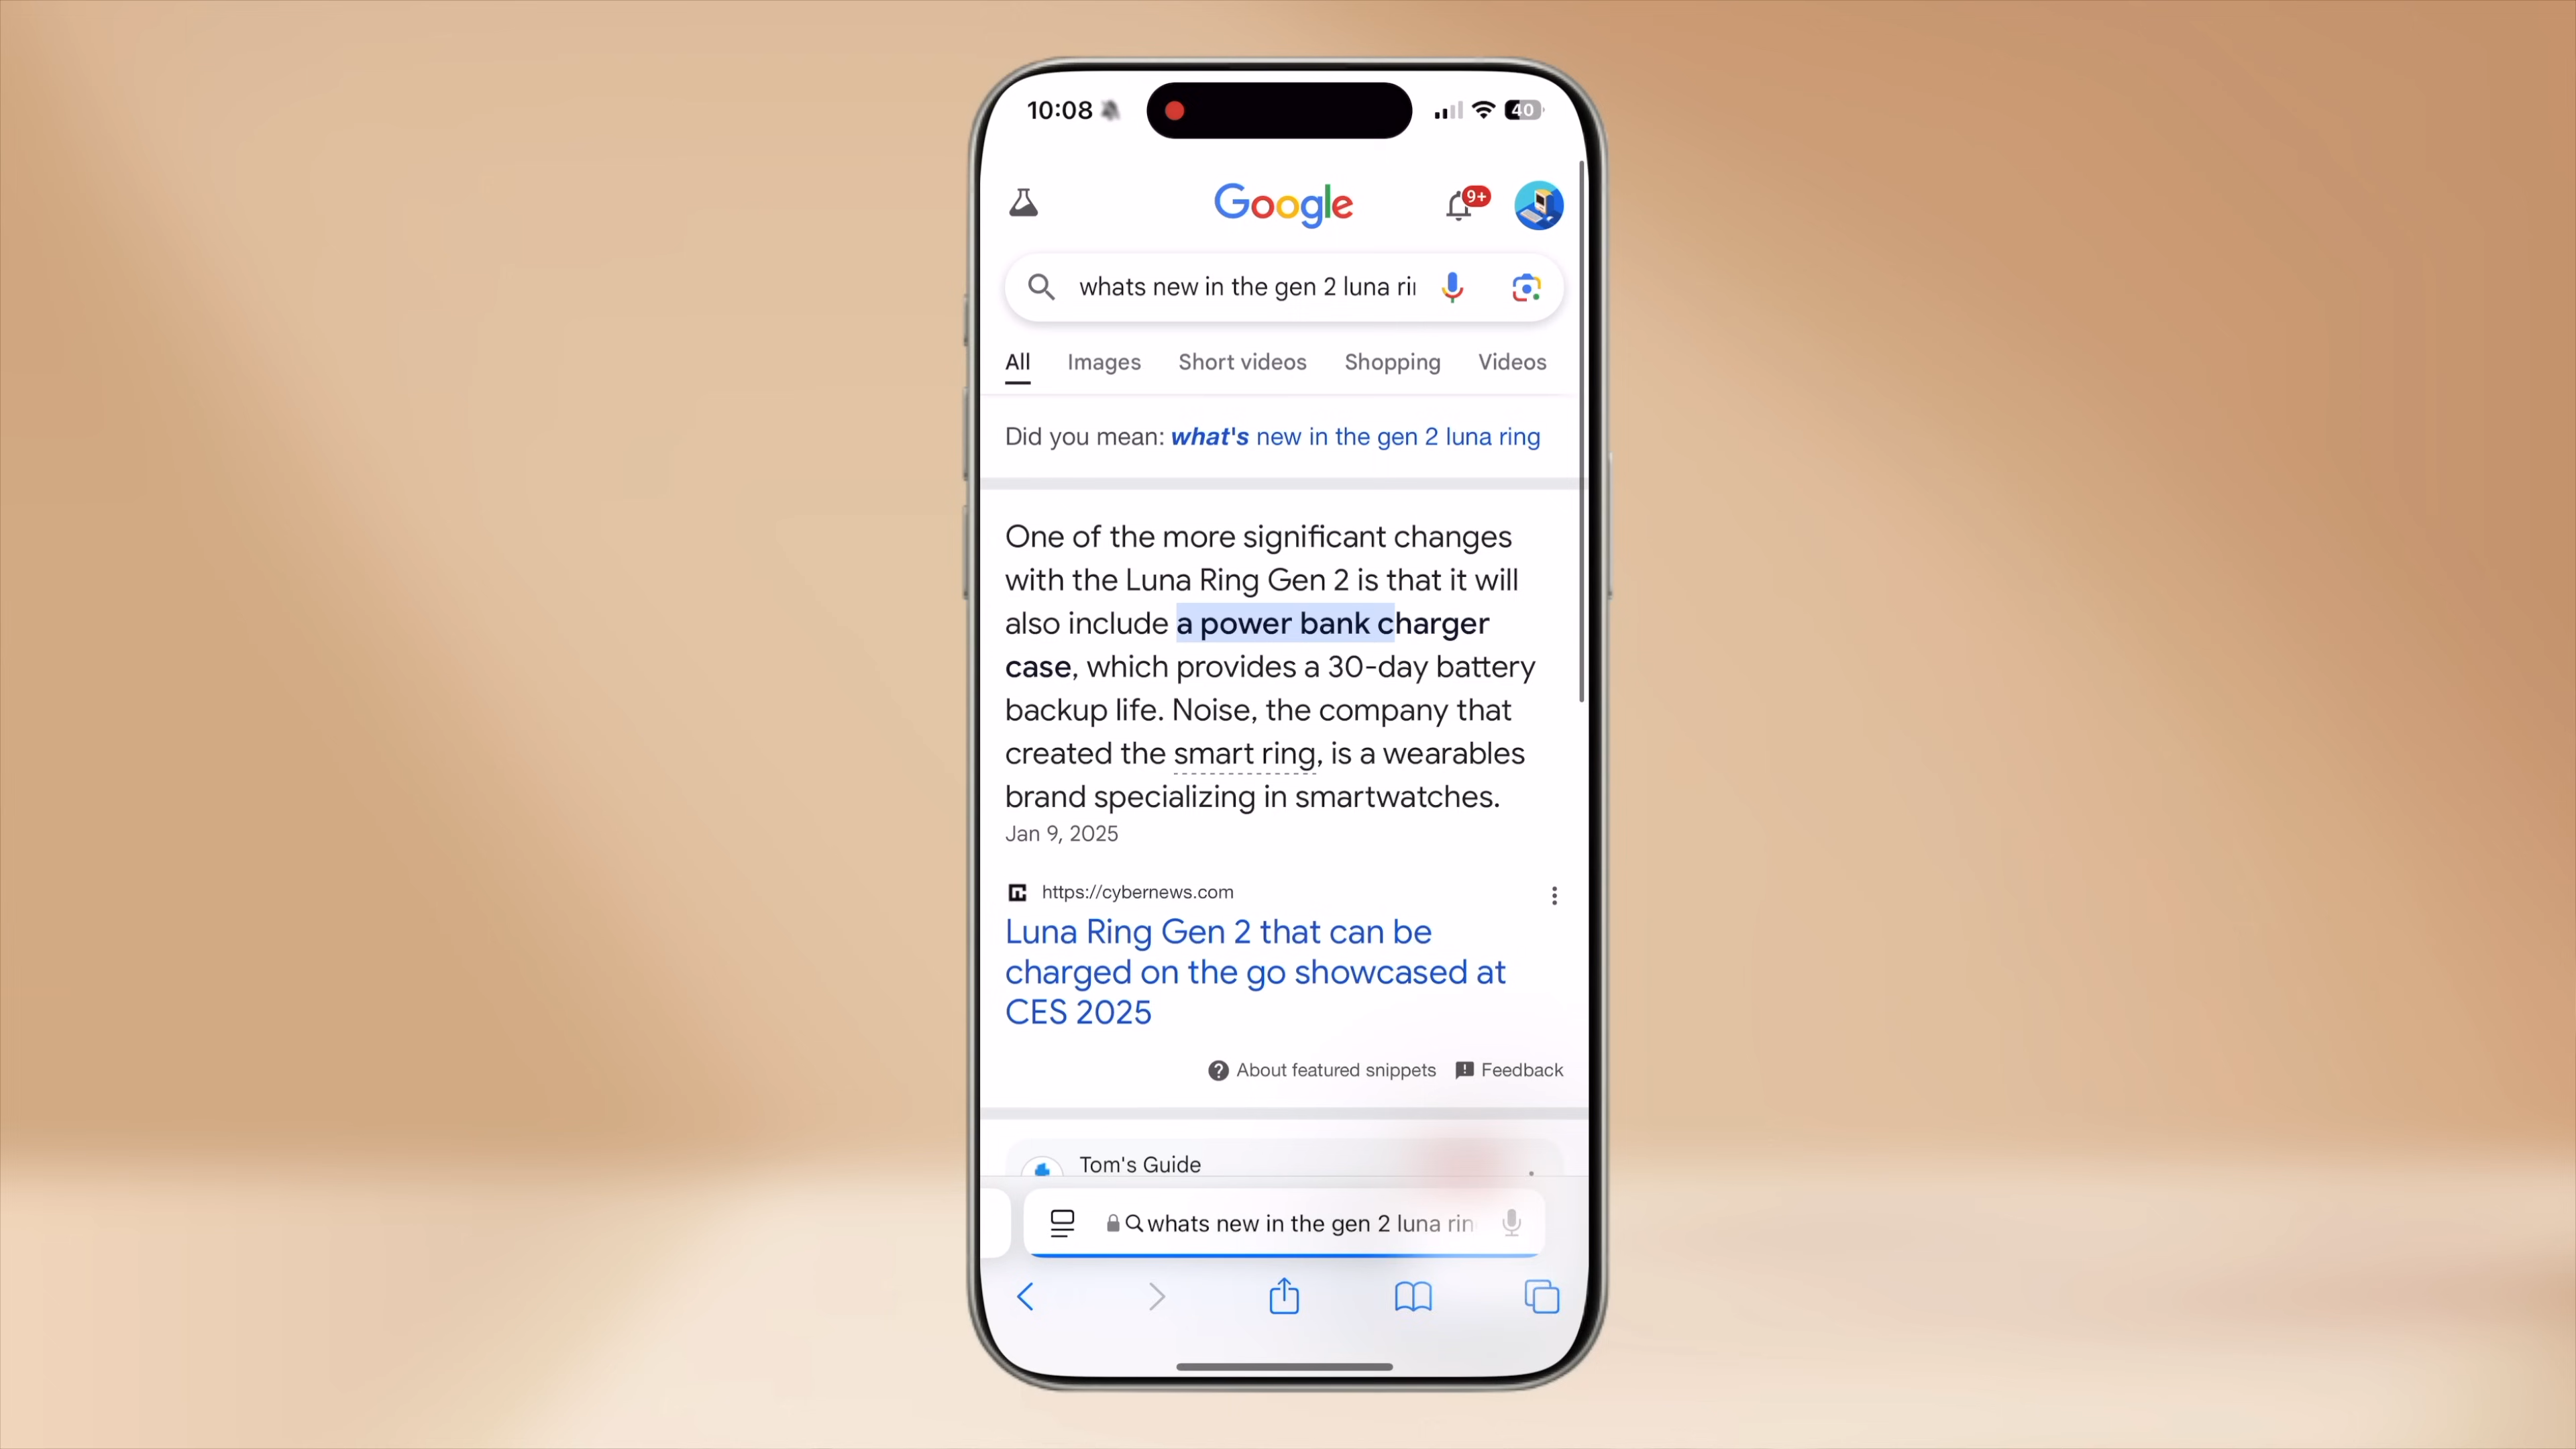 10:08
40
Google
9+
whats new in the gen 2 luna
All Images Short videos Shopping Videos
Did you mean: what's new in the gen 2 luna ring
One of the more significant changes
with the Luna Ring Gen 2 is that it will
also include a power bank charger
case, which provides a 30-day battery
backup life. Noise, the company that
created the smart ring, is a wearables
brand specializing in smartwatches.
Jan 9, 2025
https://cybernews.com
Luna Ring Gen 2 that can be
charged on the go showcased at
CES 2025
About featured snippets Feedback
Tom's Guide
whats new in the gen 2 luna rin